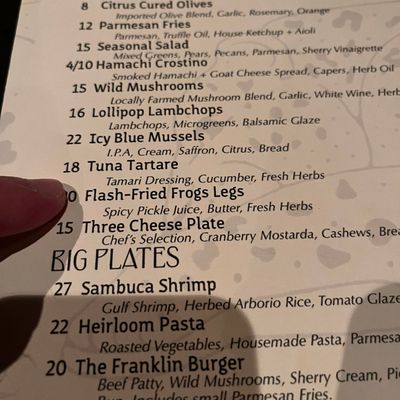 8 Citrus Cured Olives
Imported Olive Blend, Garlic, Rosemary, Orange
12 Parmesan Fries
Parmesan, Truffle Oil, House Ketchup + Aioli
15 Seasonal Salad
Mixed Greens, Pears, Pecans, Parmesan, Sherry Vinaigrette
4/10 Hamachi Crostino
Smoked Hamachi + Goat Cheese Spread, Capers, Herb Oil
15 Wild Mushrooms
Locally Farmed Mushroom Blend, Garlic, White Wine, Herb
16 Lollipop Lambchops
Lambchops, Microgreens, Balsamic Glaze
22 Icy Blue Mussels
I.P.A, Cream, Saffron, Citrus, Bread
18 Tuna Tartare
Tamari Dressing, Cucumber, Fresh Herbs
0 Flash-Fried Frogs Legs
Spicy Pickle Juice, Butter, Fresh Herbs
15 Three Cheese Plate
Chef's Selection, Cranberry Mostarda, Cashews, Brea
BIG PLATES
27 Sambuca Shrimp
Gulf Shrimp, Herbed Arborio Rice, Tomato Glaze
22 Heirloom Pasta
Roasted Vegetables, Housemade Pasta, Parmesa
20 The Franklin Burger
Beef Patty, Wild Mushrooms, Sherry Cream, Pi
Bun. Includes small Parmesan Fries.